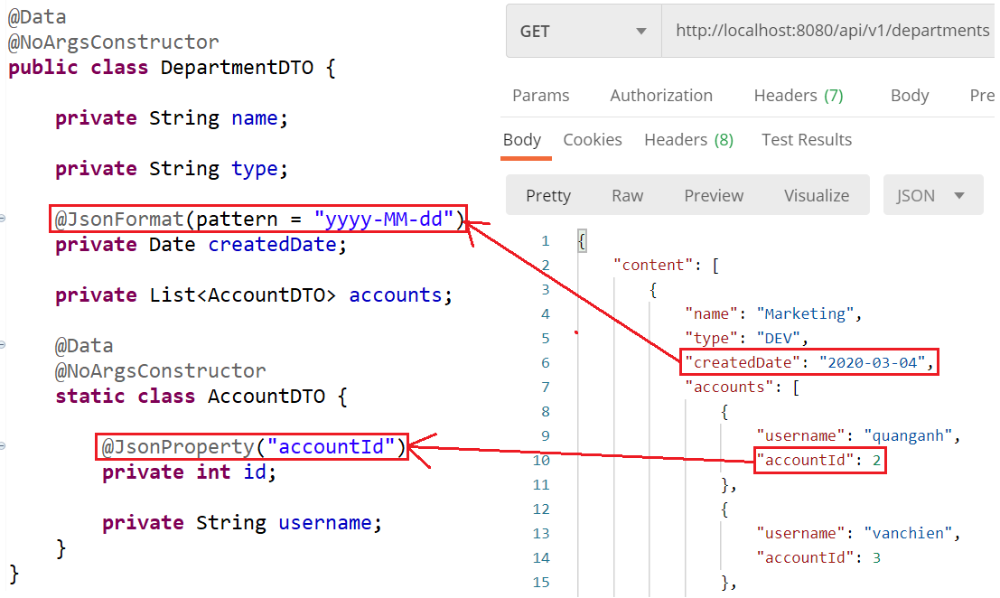 @Data
@NoArgsConstructor
public class DepartmentDTO {
private String name;
private String type;
@JsonFormat(pattern = "yyyy-MM-dd")
private Date createdDate;
private List<AccountDTO> accounts;
@Data
@NoArgsConstructor
static class AccountDTO {
@JsonProperty("accountId")
private int id;
private String username;
}
}
GET http://localhost:8080/api/v1/departments
Params Authorization Headers (7) Body Pre
Body Cookies Headers (8) Test Results
Pretty Raw Preview Visualize JSON
1 {
2 "content": [
3 {
4 "name": "Marketing",
5 "type": "DEV",
6 "createdDate": "2020-03-04",
7 "accounts": [
8 {
9 "username": "quanganh",
10 "accountId": 2
11 },
12 {
13 "username": "vanchien",
14 "accountId": 3
15 },